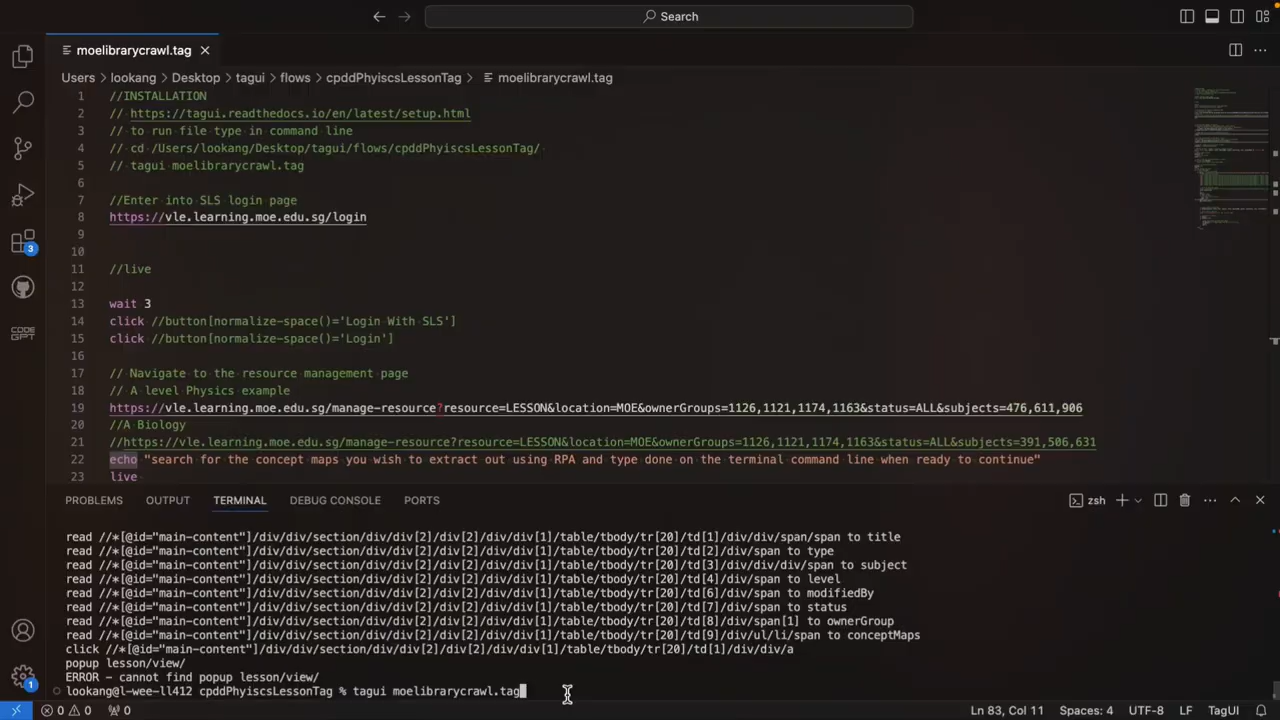 Search
moelibrarycrawl.tag
Users lookang Desktop tagui flows cpddPhyiscsLessonTag moelibrarycrawl.tag
1 //INSTALLATION
2 // https://tagui.readthedocs.io/en/latest/setup.html
3 // to run file type in command line
4 // cd /Users/lookang/Desktop/tagui/flows/cpddPhyiscsLessonTag/
5 // tagui moelibrarycrawl.tag
6
7 //Enter into SLS login page
8 https://vle.learning.moe.edu.sg/login
9
10
11 //live
12
13 wait 3
14 click //button[normalize-space()='Login With SLS']
15 click //button[normalize-space()='Login']
16
17 // Navigate to the resource management page
18 // A level Physics example
19 https://vle.learning.moe.edu.sg/manage-resource?resource=LESSON&location=MOE&ownerGroups=1126,1121,1174,1163&status=ALL&subjects=476,611,906
20 //A Biology
21 //https://vle.learning.moe.edu.sg/manage-resource?resource=LESSON&location=MOE&ownerGroups=1126,1121,1174,1163&status=ALL&subjects=391,506,631
22 echo "search for the concept maps you wish to extract out using RPA and type done on the terminal command line when ready to continue"
23 live
3
CODE GPT
PROBLEMS OUTPUT TERMINAL DEBUG CONSOLE PORTS zsh
read //*[@id="main-content"]/div/div/section/div/div[2]/div[2]/div/div[1]/table/tbody/tr[20]/td[1]/div/div/span/span to title
read //*[@id="main-content"]/div/div/section/div/div[2]/div[2]/div/div[1]/table/tbody/tr[20]/td[2]/div/span to type
read //*[@id="main-content"]/div/div/section/div/div[2]/div[2]/div/div[1]/table/tbody/tr[20]/td[3]/div/div/div/span to subject
read //*[@id="main-content"]/div/div/section/div/div[2]/div[2]/div/div[1]/table/tbody/tr[20]/td[4]/div/span to level
read //*[@id="main-content"]/div/div/section/div/div[2]/div[2]/div/div[1]/table/tbody/tr[20]/td[6]/div/span to modifiedBy
read //*[@id="main-content"]/div/div/section/div/div[2]/div[2]/div/div[1]/table/tbody/tr[20]/td[7]/div/span to status
read //*[@id="main-content"]/div/div/section/div/div[2]/div[2]/div/div[1]/table/tbody/tr[20]/td[8]/div/span[1] to ownerGroup
read //*[@id="main-content"]/div/div/section/div/div[2]/div[2]/div/div[1]/table/tbody/tr[20]/td[9]/div/ul/li/span to conceptMaps
click //*[@id="main-content"]/div/div/section/div/div[2]/div[2]/div/div[1]/table/tbody/tr[20]/td[1]/div/div/a
popup lesson/view/
ERROR - cannot find popup lesson/view/
lookang@l-wee-ll412 cpddPhyiscsLessonTag % tagui moelibrarycrawl.tag
1
0 0 0 Ln 83, Col 11 Spaces: 4 UTF-8 LF TagUI